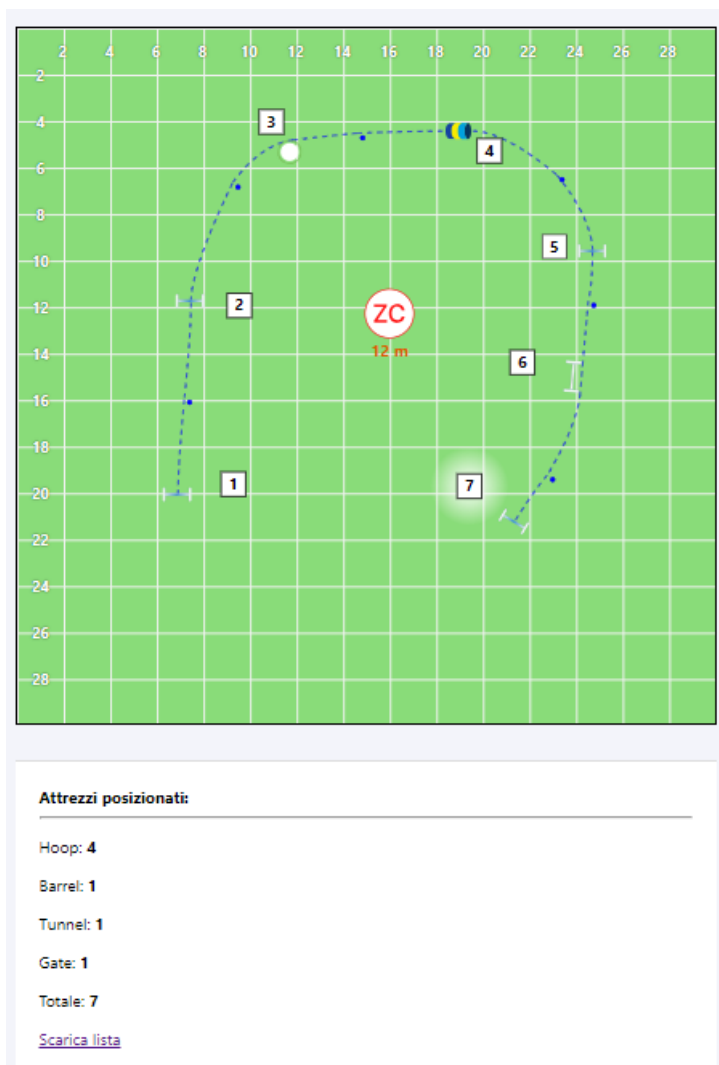 2 4 6 8 10 12 14 16 18 20 22 24 26 28
2
4
6
8
10
12
14
16
18
20
22
24
26
28
3
4
5
2
ZC
12 m
6
1
7
Attrezzi posizionati:
Hoop: 4
Barrel: 1
Tunnel: 1
Gate: 1
Totale: 7
Scarica lista